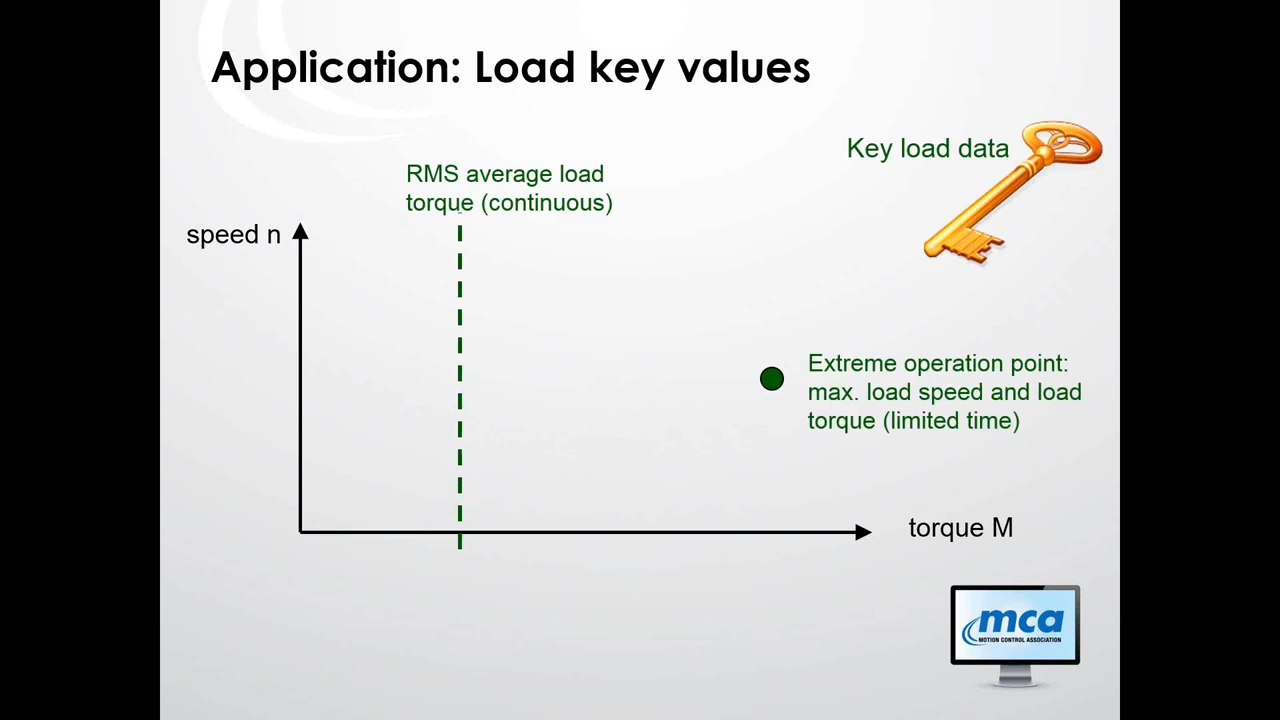 Application: Load key values
Key load data
RMS average load
torque (continuous)
speed n
Extreme operation point:
max. load speed and load
torque (limited time)
torque M
mca
MOTION CONTROL ASSOCIATION